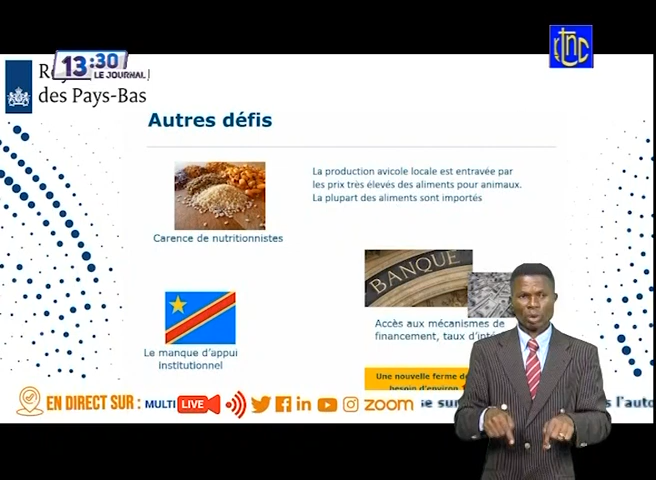 rtnc
13:30
LE JOURNAL
des Pays-Bas
Autres défis
La production avicole locale est entravée par
les prix très élevés des aliments pour animaux.
La plupart des aliments sont importés
Carence de nutritionnistes
BANQUE
Accès aux mécanismes de
financement, taux
Le manque d'appui
institutionnel
Une nouvelle ferme
besoin d'environ
EN DIRECT SUR : MULTI LIVE in zoom